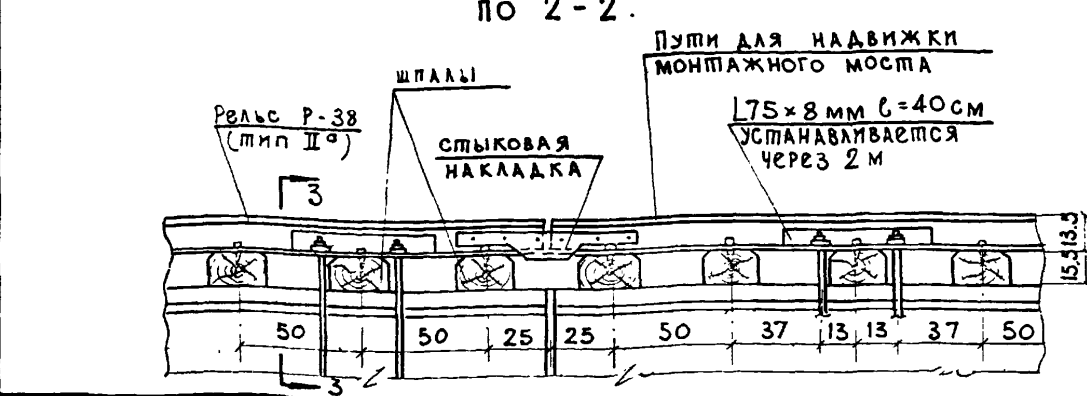 по 2-2.
Пути для надвижки
монтажного моста
шпалы
L75×8 мм ℓ=40 см
устанавливается
через 2 м
Рельс Р-38
(тип IIа)
стыковая
накладка
3
15,5 13,5
50 50 25 25 50 37 13 13 37 50
3